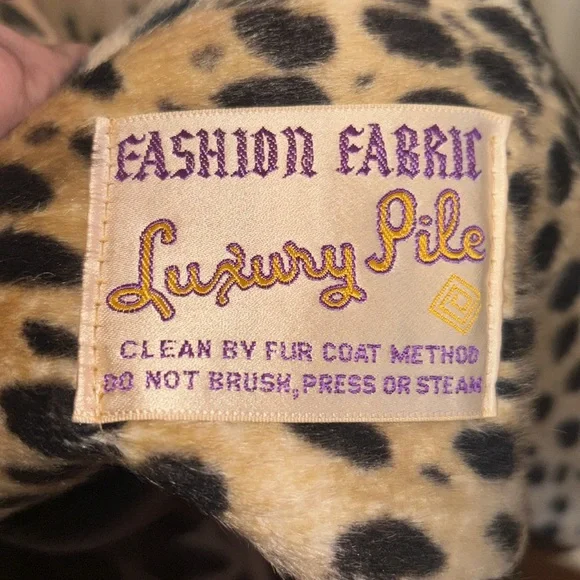 FASHION FABRIC
Luxury Pile
CLEAN BY FUR COAT METHOD
DO NOT BRUSH, PRESS OR STEAM